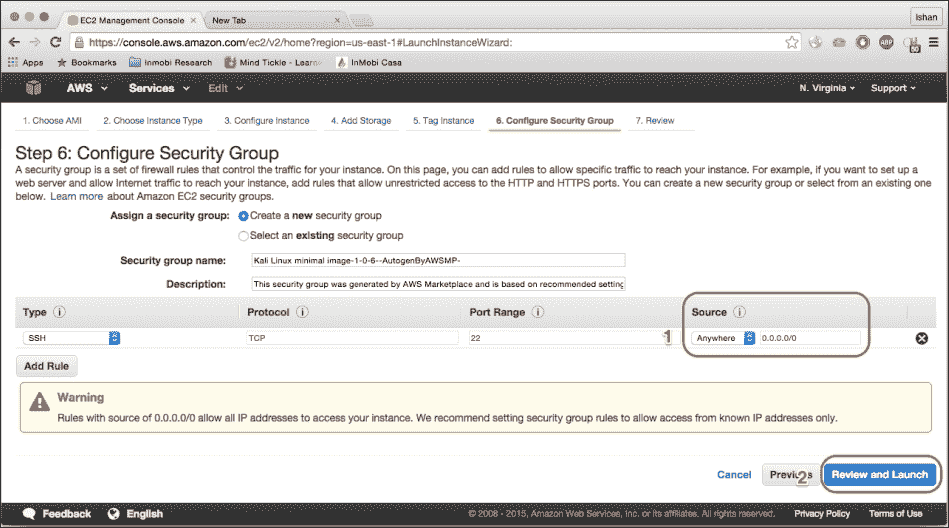 EC2 Management Console
New Tab
Ishan
https://console.aws.amazon.com/ec2/v2/home?region=us-east-1#LaunchInstanceWizard:
ABP
50
Apps Bookmarks Inmobi Research Mind Tickle - Learn InMobi Casa
AWS Services Edit N. Virginia Support
1. Choose AMI 2. Choose Instance Type 3. Configure Instance 4. Add Storage 5. Tag Instance 6. Configure Security Group 7. Review
Step 6: Configure Security Group
A security group is a set of firewall rules that control the traffic for your instance. On this page, you can add rules to allow specific traffic to reach your instance. For example, if you want to set up a
web server and allow Internet traffic to reach your instance, add rules that allow unrestricted access to the HTTP and HTTPS ports. You can create a new security group or select from an existing one
below. Learn more about Amazon EC2 security groups.
Assign a security group: Create a new security group
Select an existing security group
Security group name: Kali Linux minimal image-1-0-6--AutogenByAWSMP-
Description: This security group was generated by AWS Marketplace and is based on recommended setting
Type i Protocol i Port Range i Source i
SSH TCP 22 1 Anywhere 0.0.0.0/0
Add Rule
Warning
Rules with source of 0.0.0.0/0 allow all IP addresses to access your instance. We recommend setting security group rules to allow access from known IP addresses only.
Cancel Previous 2 Review and Launch
Feedback English © 2008 - 2015, Amazon Web Services, Inc. or its affiliates. All rights reserved. Privacy Policy Terms of Use